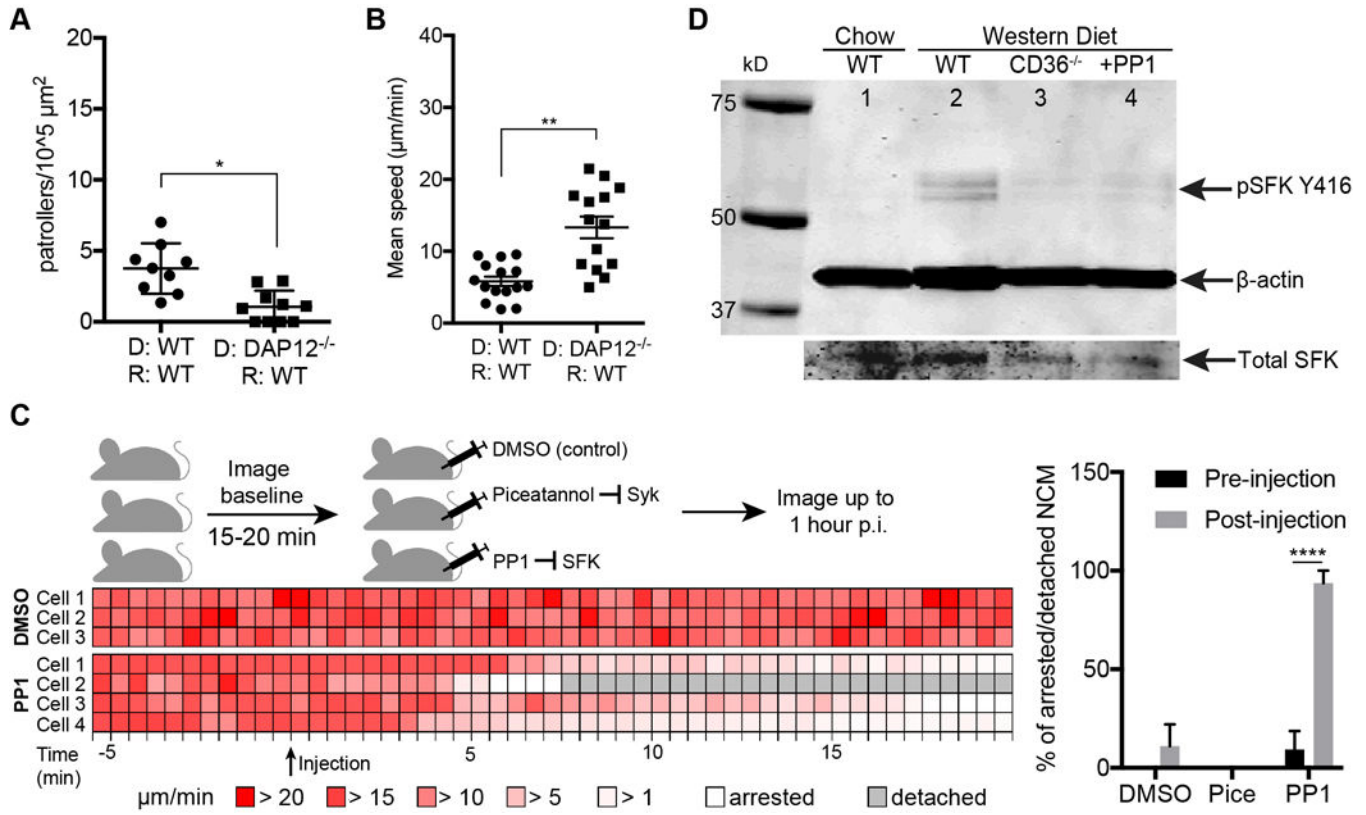 A
patrollers/10^5 µm²
20
15
10
5
0
*
D: WT
R: WT
D: DAP12-/-
R: WT
B
Mean speed (µm/min)
40
30
20
10
0
**
D: WT
R: WT
D: DAP12-/-
R: WT
D
kD
Chow
Western Diet
WT
WT
CD36-/-
+PP1
1
2
3
4
75
50
37
pSFK Y416
β-actin
Total SFK
C
Image
baseline
15-20 min
DMSO (control)
Piceatannol
Syk
PP1
SFK
Image up to
1 hour p.i.
DMSO
Cell 1
Cell 2
Cell 3
PP1
Cell 1
Cell 2
Cell 3
Cell 4
Time
(min)
-5
5
10
15
Injection
µm/min
> 20
> 15
> 10
> 5
> 1
arrested
detached
% of arrested/detached NCM
150
100
50
0
Pre-injection
Post-injection
****
DMSO
Pice
PP1